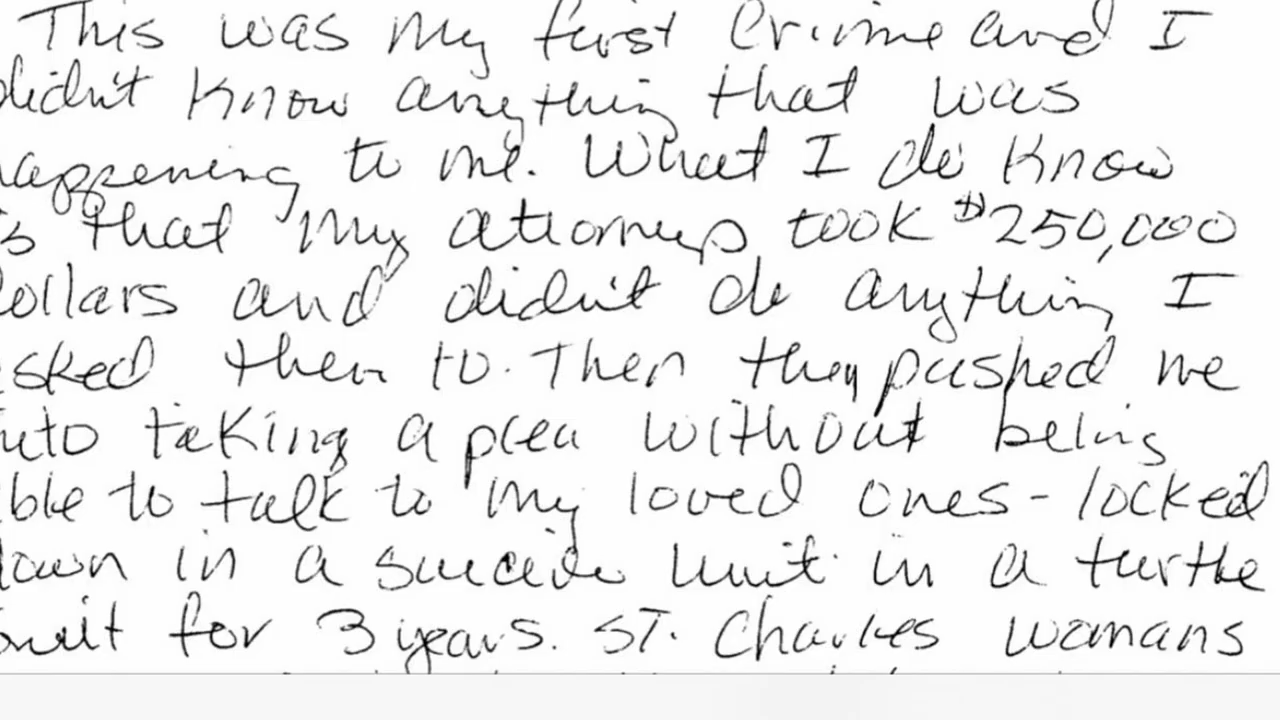 This was my first crime and I
didn't know anything that was
happening to me. What I do know
is that my attorneys took $250,000
dollars and didn't do anything I
asked them to. Then they pushed me
into taking a plea without being
able to talk to my loved ones - locked
down in a suicide unit in a turtle
suit for 3 years. ST. Charles womans